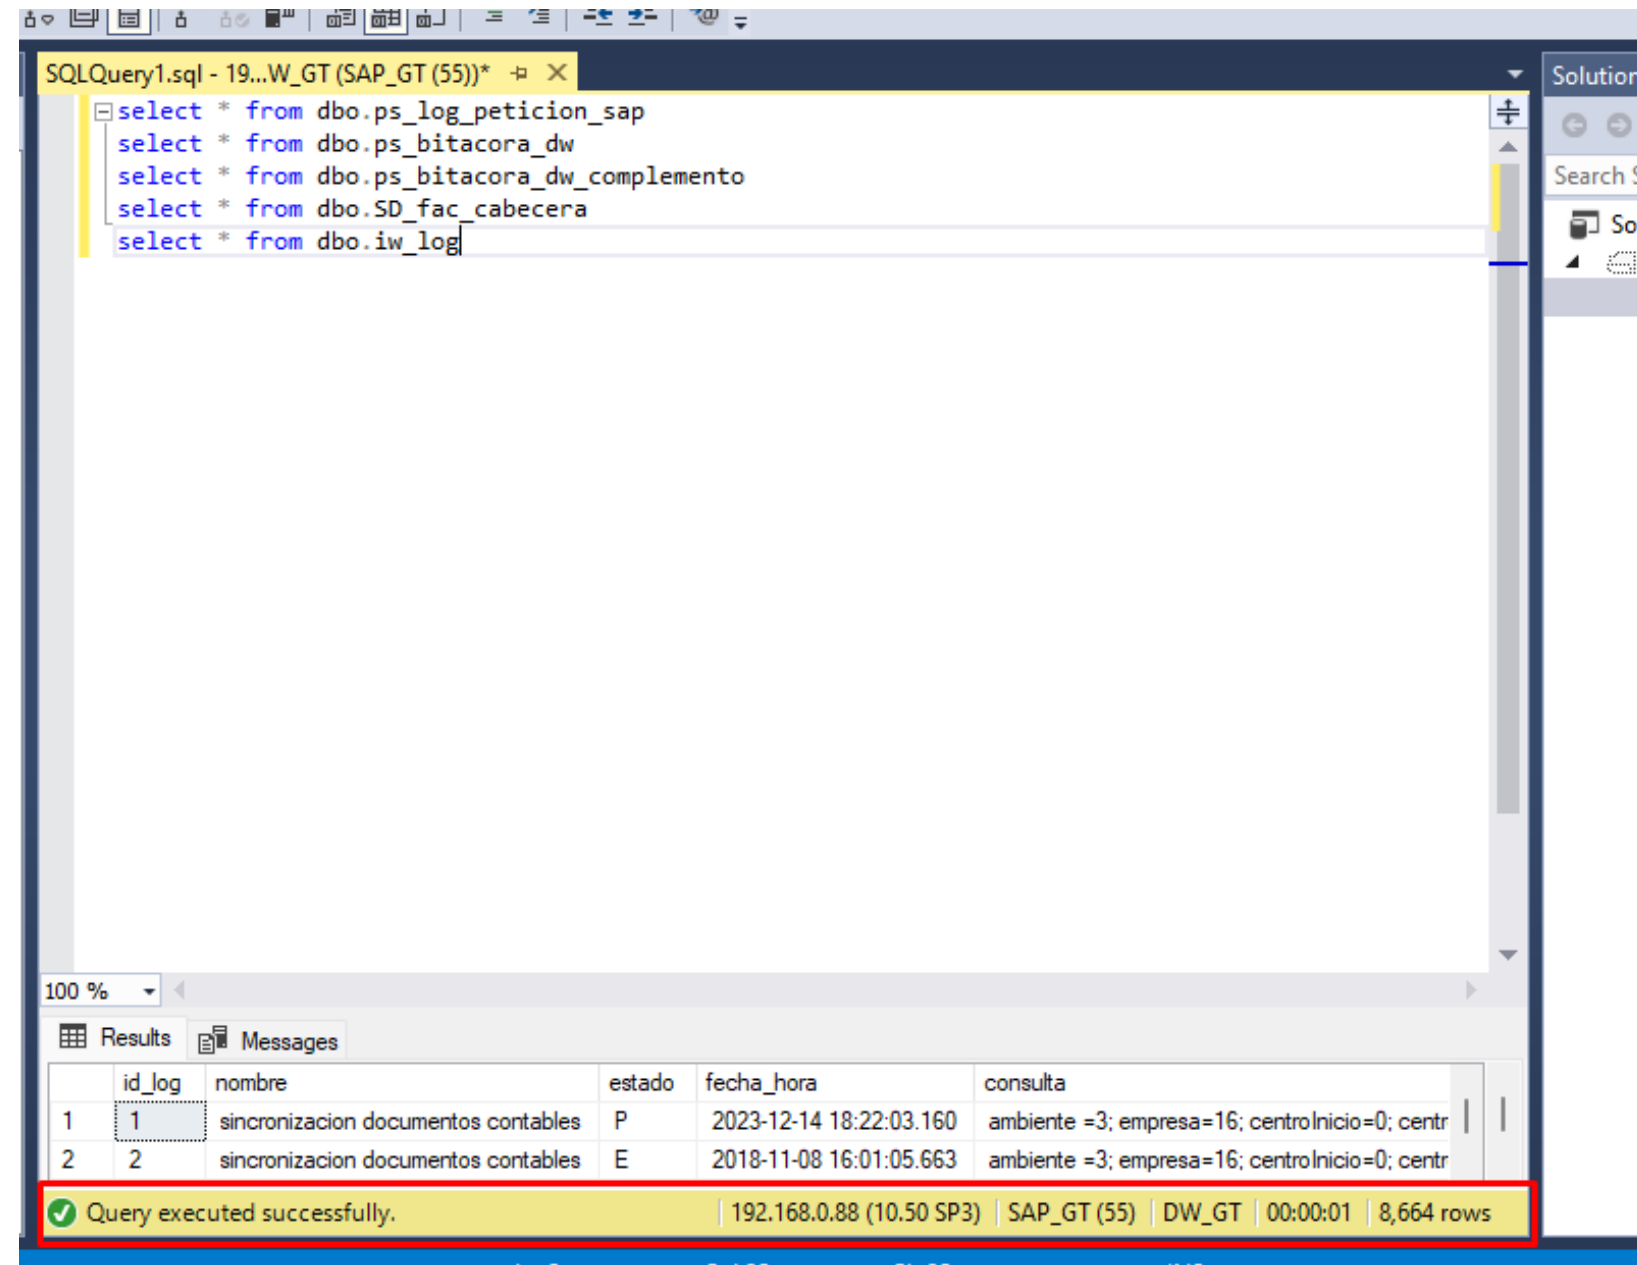 SQLQuery1.sql - 19...W_GT (SAP_GT (55))*
Solution
select * from dbo.ps_log_peticion_sap
select * from dbo.ps_bitacora_dw
select * from dbo.ps_bitacora_dw_complemento
select * from dbo.SD_fac_cabecera
select * from dbo.iw_log
Search S
So
100 %
Results Messages
id_log nombre estado fecha_hora consulta
1 1 sincronizacion documentos contables P 2023-12-14 18:22:03.160 ambiente =3; empresa=16; centroInicio=0; centr
2 2 sincronizacion documentos contables E 2018-11-08 16:01:05.663 ambiente =3; empresa=16; centroInicio=0; centr
Query executed successfully. 192.168.0.88 (10.50 SP3) SAP_GT (55) DW_GT 00:00:01 8,664 rows